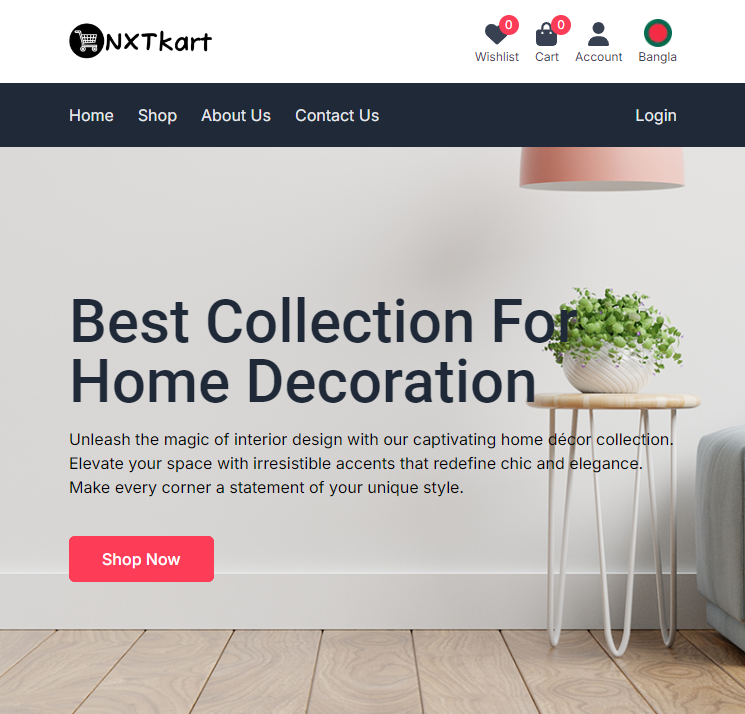 NXTkart
0
0
Wishlist
Cart
Account
Bangla
Home
Shop
About Us
Contact Us
Login
Best Collection For
Home Decoration
Unleash the magic of interior design with our captivating home décor collection.
Elevate your space with irresistible accents that redefine chic and elegance.
Make every corner a statement of your unique style.
Shop Now